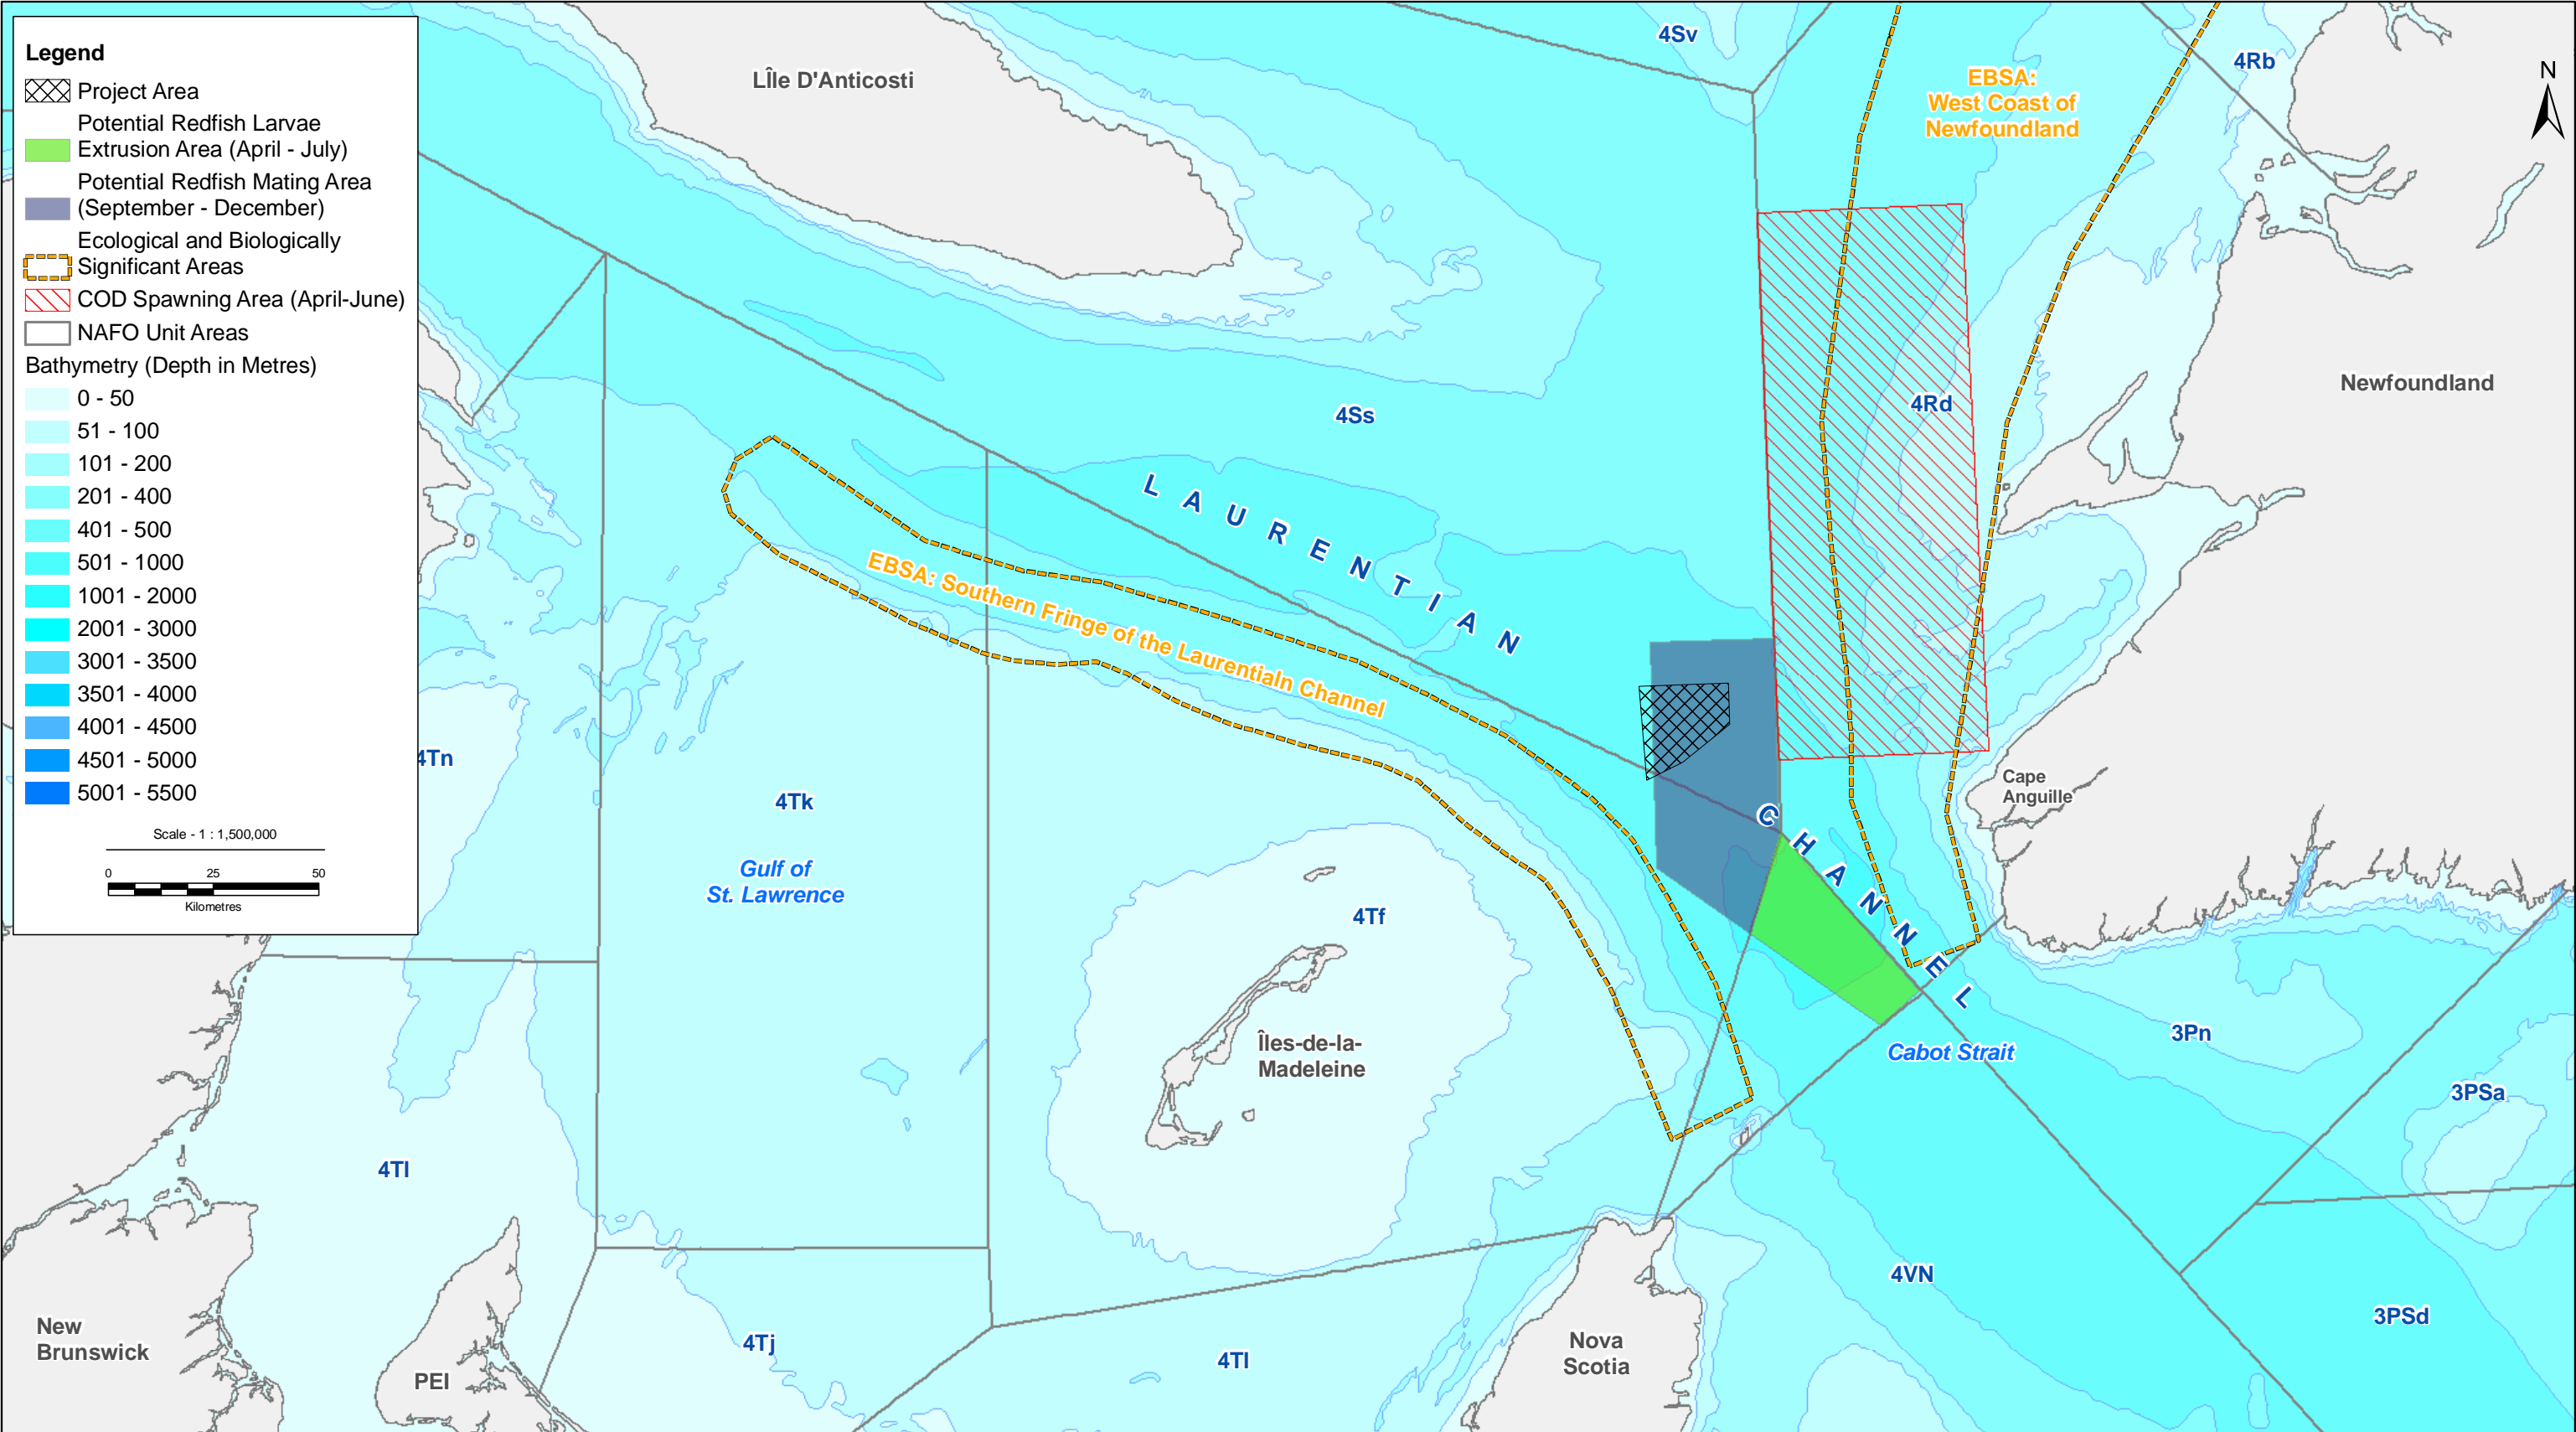 Legend
Project Area
Potential Redfish Larvae
Extrusion Area (April - July)
Potential Redfish Mating Area
(September - December)
Ecological and Biologically
Significant Areas
COD Spawning Area (April-June)
NAFO Unit Areas
Bathymetry (Depth in Metres)
0 - 50
51 - 100
101 - 200
201 - 400
401 - 500
501 - 1000
1001 - 2000
2001 - 3000
3001 - 3500
3501 - 4000
4001 - 4500
4501 - 5000
5001 - 5500
Scale - 1 : 1,500,000
0 25 50
Kilometres
LÎle D'Anticosti
4Sv
EBSA:
West Coast of
Newfoundland
4Rb
N
Newfoundland
4Rd
4Ss
LAURENTIAN
CHANNEL
EBSA: Southern Fringe of the Laurentialn Channel
4Tn
4Tk
Gulf of
St. Lawrence
Cape
Anguille
4Tf
Îles-de-la-
Madeleine
Cabot Strait
3Pn
3PSa
4Tl
4VN
3PSd
New
Brunswick
PEI
4Tj
4Tl
Nova
Scotia